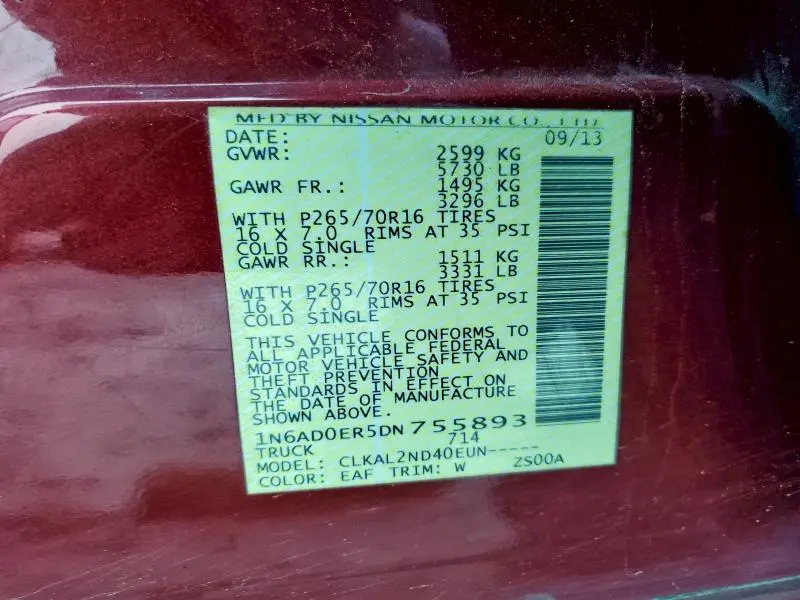 MFD BY NISSAN MOTOR CO., LTD.
DATE: 09/13
GVWR: 2599 KG
5730 LB
GAWR FR.: 1495 KG
3296 LB
WITH P265/70R16 TIRES
16 X 7.0 RIMS AT 35 PSI
COLD SINGLE
GAWR RR.: 1511 KG
3331 LB
WITH P265/70R16 TIRES
16 X 7.0 RIMS AT 35 PSI
COLD SINGLE
THIS VEHICLE CONFORMS TO
ALL APPLICABLE FEDERAL
MOTOR VEHICLE SAFETY AND
THEFT PREVENTION
STANDARDS IN EFFECT ON
THE DATE OF MANUFACTURE
SHOWN ABOVE.
1N6AD0ER5DN755893
TRUCK 714
MODEL: CLKAL2ND40EUN-----
COLOR: EAF TRIM: W ZS00A